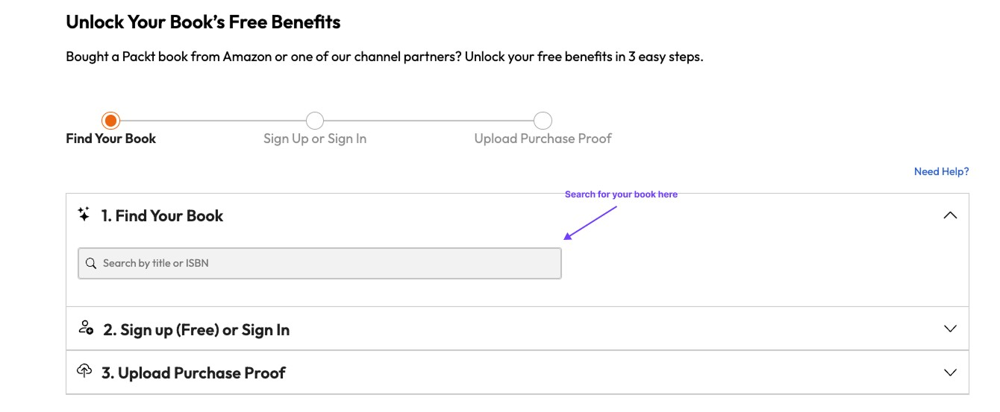 Unlock Your Book’s Free Benefits
Bought a Packt book from Amazon or one of our channel partners? Unlock your free benefits in 3 easy steps.
Find Your Book
Sign Up or Sign In
Upload Purchase Proof
Need Help?
Search for your book here
1. Find Your Book
Search by title or ISBN
2. Sign up (Free) or Sign In
3. Upload Purchase Proof